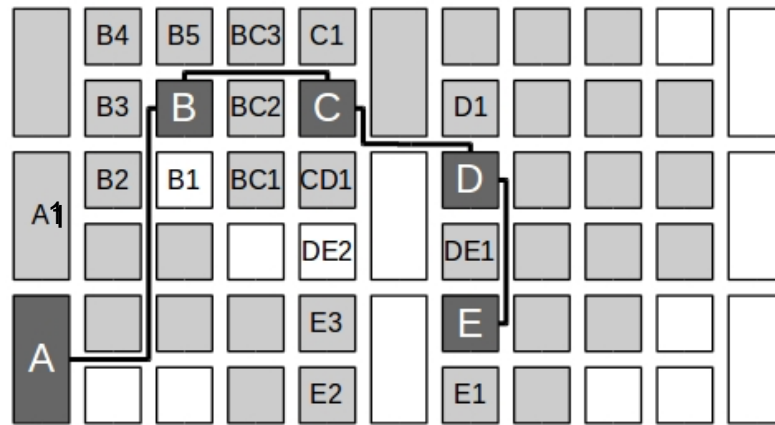 B4 B5 BC3 C1
B3 B BC2 C D1
A1 B2 B1 BC1 CD1 D
DE2 DE1
A E3 E
E2 E1